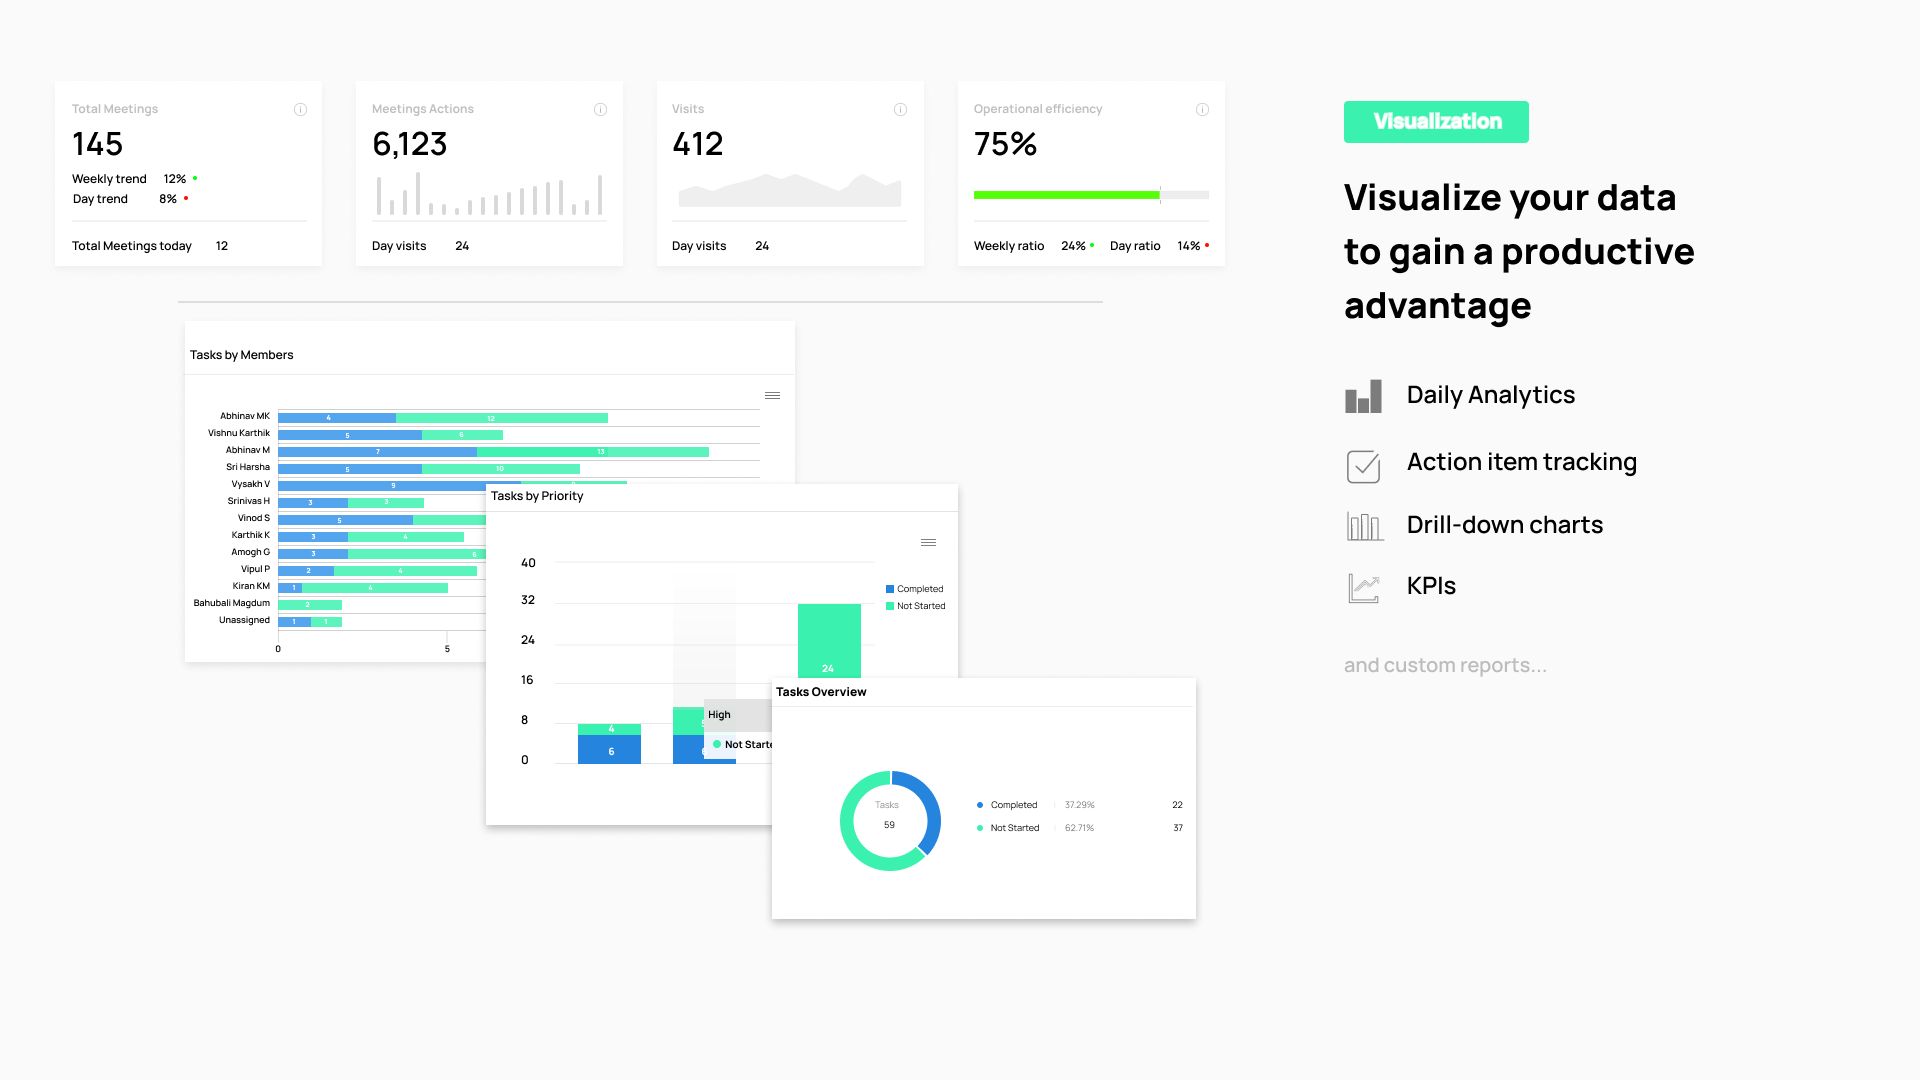 Total Meetings
145
Weekly trend 12%
Day trend 8%
Total Meetings today 12
Meetings Actions
6,123
Day visits 24
Visits
412
Day visits 24
Operational efficiency
75%
Weekly ratio 24% Day ratio 14%
Tasks by Members
Abhinav MK 4 12
Vishnu Karthik 5 6
Abhinav M 7 13
Sri Harsha 5 10
Vysakh V 9
Srinivas H 3 3
Vinod S 5
Karthik K 3 4
Amogh G 3 6
Vipul P 2 4
Kiran KM 1 4
Bahubali Magdum 2
Unassigned 1 1
0 5
Tasks by Priority
40
32
24
16
8
0
Completed
Not Started
4
6
24
High
Not Starte
Tasks Overview
Tasks
59
Completed 37.29% 22
Not Started 62.71% 37
Visualization
Visualize your data
to gain a productive
advantage
Daily Analytics
Action item tracking
Drill-down charts
KPIs
and custom reports...